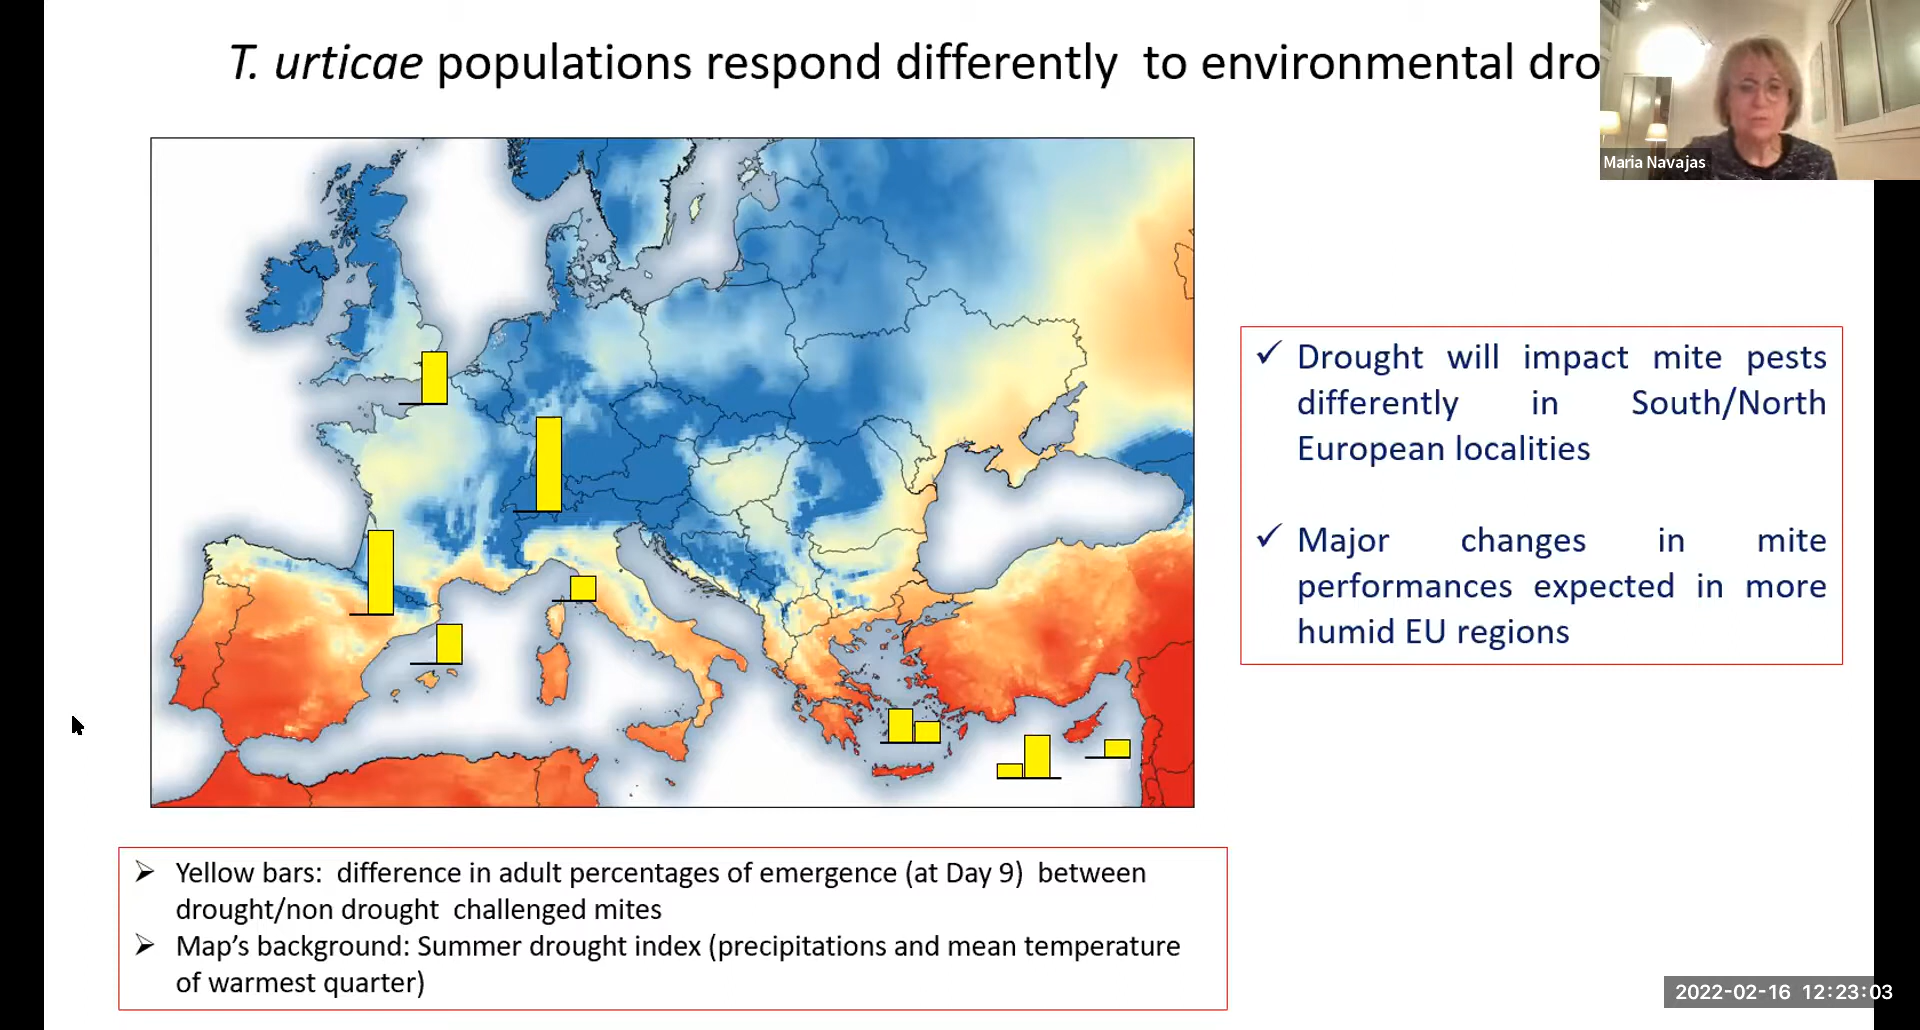 T. urticae populations respond differently to environmental dro
Maria Navajas
✓ Drought will impact mite pests
differently in South/North
European localities
✓ Major changes in mite
performances expected in more
humid EU regions
➢ Yellow bars: difference in adult percentages of emergence (at Day 9) between
drought/non drought challenged mites
➢ Map's background: Summer drought index (precipitations and mean temperature
of warmest quarter)
2022-02-16 12:23:03